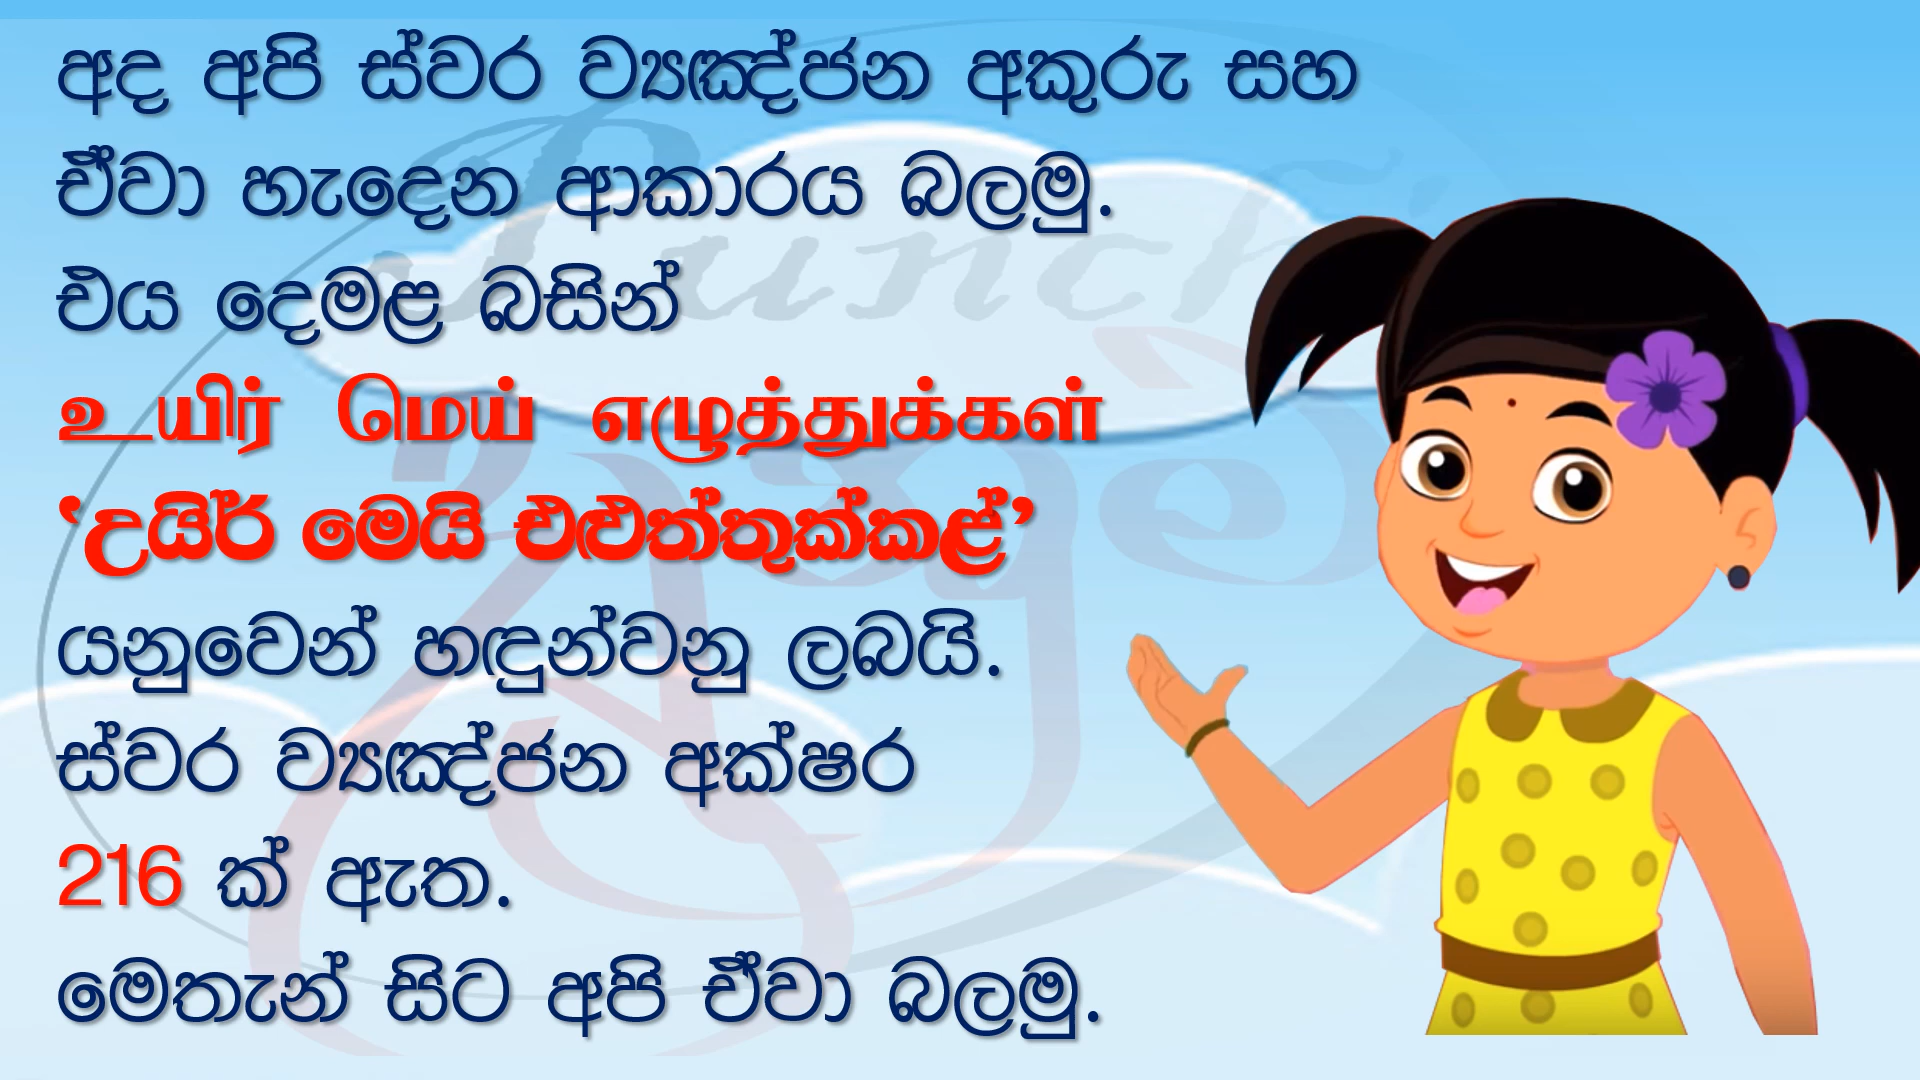 අද අපි ස්වර ව්‍යඤ්ජන අකුරු සහ
ඒවා හැදෙන ආකාරය බලමු.
එය දෙමළ බසින්
உயிர் மெய் எழுத்துக்கள்
‘උයිර් මෙයි එළුත්තුක්කළ්’
යනුවෙන් හඳුන්වනු ලබයි.
ස්වර ව්‍යඤ්ජන අක්ෂර
216 ක් ඇත.
මෙතැන් සිට අපි ඒවා බලමු.
Punchi